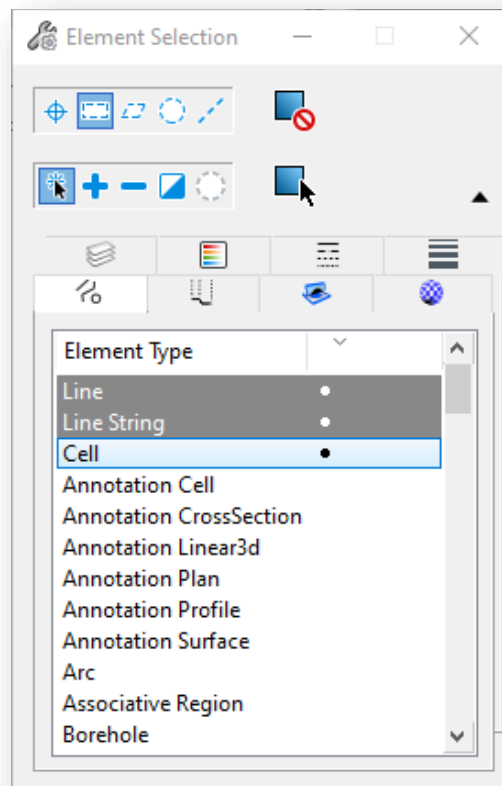 Element Selection
Element Type
Line
Line String
Cell
Annotation Cell
Annotation CrossSection
Annotation Linear3d
Annotation Plan
Annotation Profile
Annotation Surface
Arc
Associative Region
Borehole